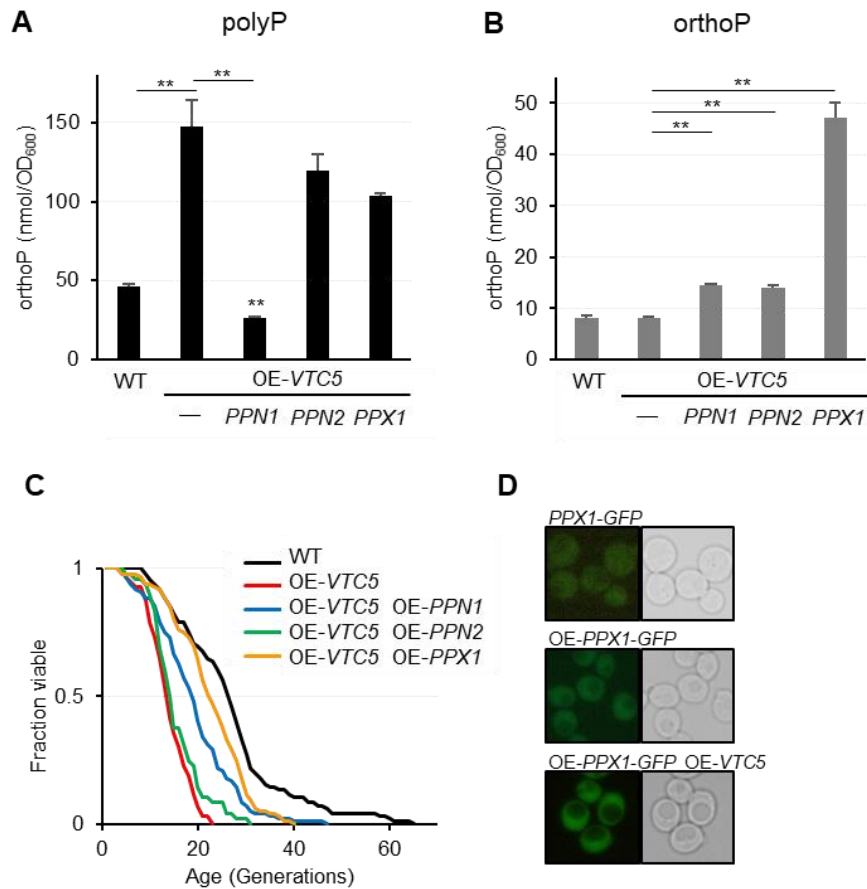 A
polyP
orthoP (nmol/OD600)
150
100
50
0
**
**
**
WT
OE-VTC5
—
PPN1
PPN2
PPX1
B
orthoP
orthoP (nmol/OD600)
50
40
30
20
10
0
**
**
**
WT
OE-VTC5
—
PPN1
PPN2
PPX1
C
WT
OE-VTC5
OE-VTC5 OE-PPN1
OE-VTC5 OE-PPN2
OE-VTC5 OE-PPX1
Fraction viable
1
0.5
0
0
20
40
60
Age (Generations)
D
PPX1-GFP
OE-PPX1-GFP
OE-PPX1-GFP OE-VTC5